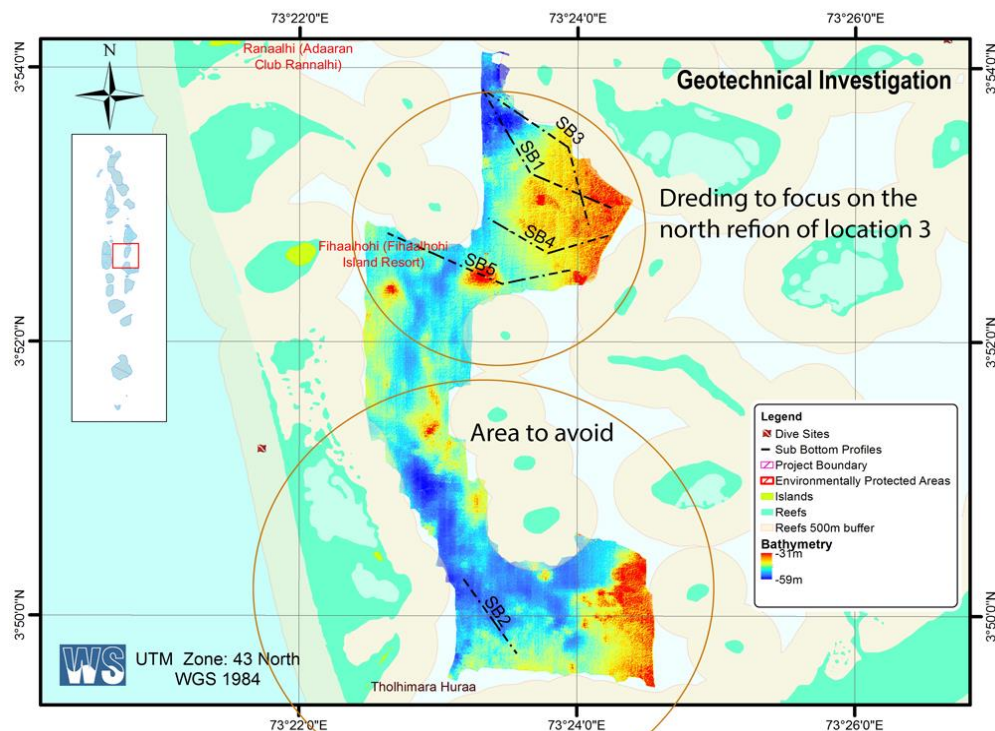 73°22'0"E
73°24'0"E
73°26'0"E
Ranaalhi (Adaaran
Club Rannalhi)
3°54'0"N
3°54'0"N
N
Geotechnical Investigation
SB3
SB1
Dreding to focus on the
north refion of location 3
SB4
Fihaalhohi (Fihaalhohi
Island Resort)
SB5
3°52'0"N
3°52'0"N
Area to avoid
Legend
Dive Sites
Sub Bottom Profiles
Project Boundary
Environmentally Protected Areas
Islands
Reefs
Reefs 500m buffer
Bathymetry
-31m
-59m
SB2
3°50'0"N
3°50'0"N
WS
UTM Zone: 43 North
WGS 1984
Tholhimara Huraa
73°22'0"E
73°24'0"E
73°26'0"E